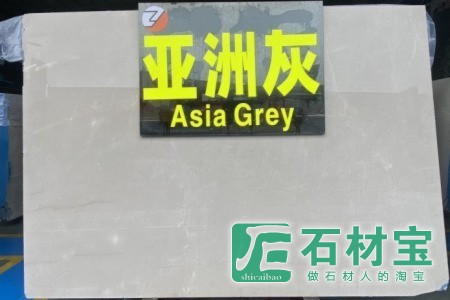 亚洲灰
Asia Grey
石材宝
shicaibao
做石材人的淘宝